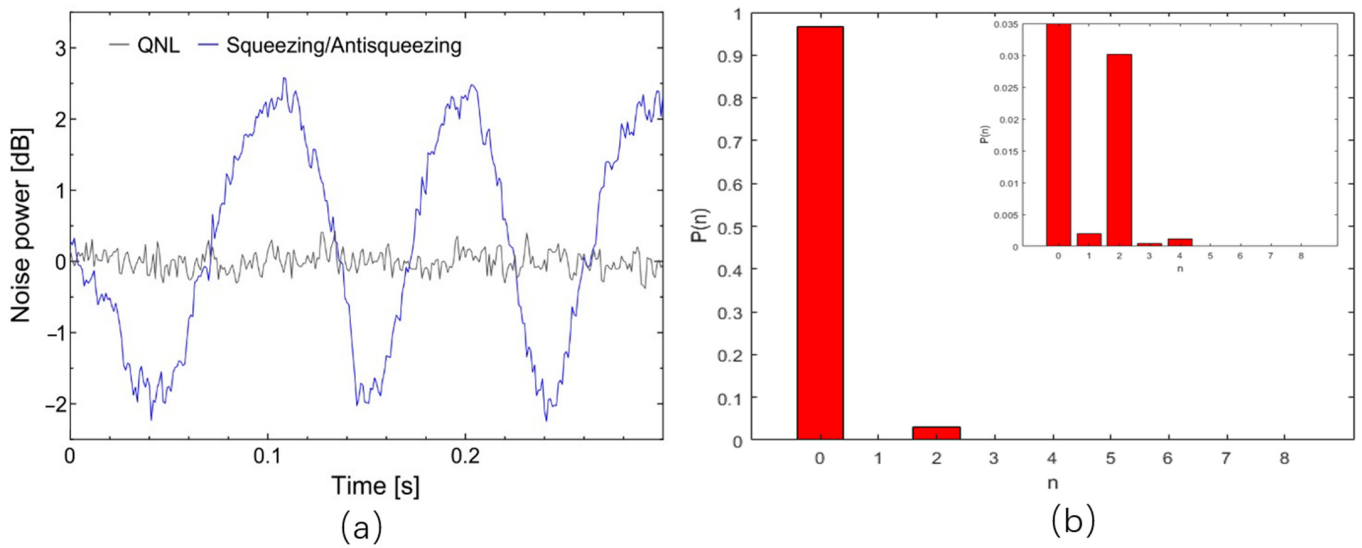 QNL Squeezing/Antisqueezing
Noise power [dB]
3
2
1
0
−1
−2
0 0.1 0.2
Time [s]
(a)
P(n)
1
0.9
0.8
0.7
0.6
0.5
0.4
0.3
0.2
0.1
0
0 1 2 3 4 5 6 7 8
n
P(n)
0.035
0.03
0.025
0.02
0.015
0.01
0.005
0
0 1 2 3 4 5 6 7 8
n
(b)